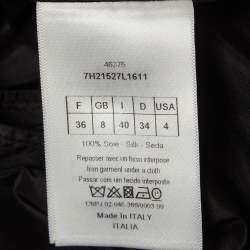 7H21527L1611
F GB I D USA
36 8 40 34 4
100% Soie - Silk - Seda
Repasser avec un tissu interposé
Iron garment under a cloth
Passar com um tecido interposto
Made In ITALY
ITALIA